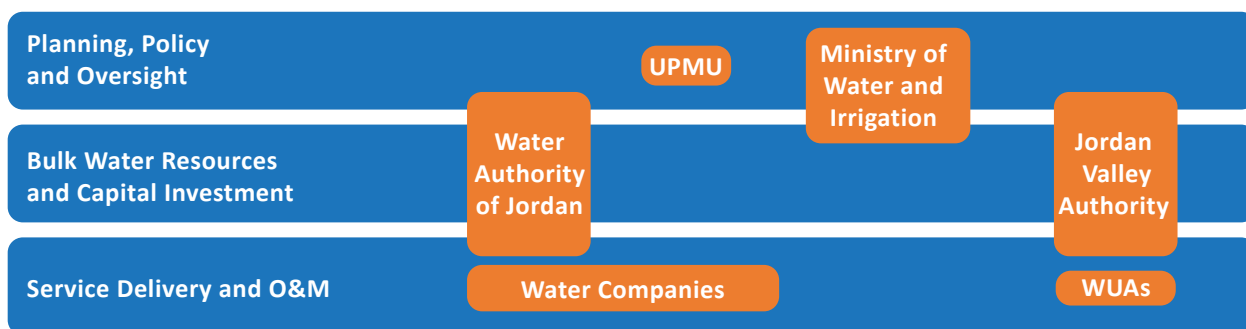 Planning, Policy
and Oversight
UPMU
Ministry of
Water and
Irrigation
Bulk Water Resources
and Capital Investment
Water
Authority
of Jordan
Jordan
Valley
Authority
Service Delivery and O&M
Water Companies
WUAs